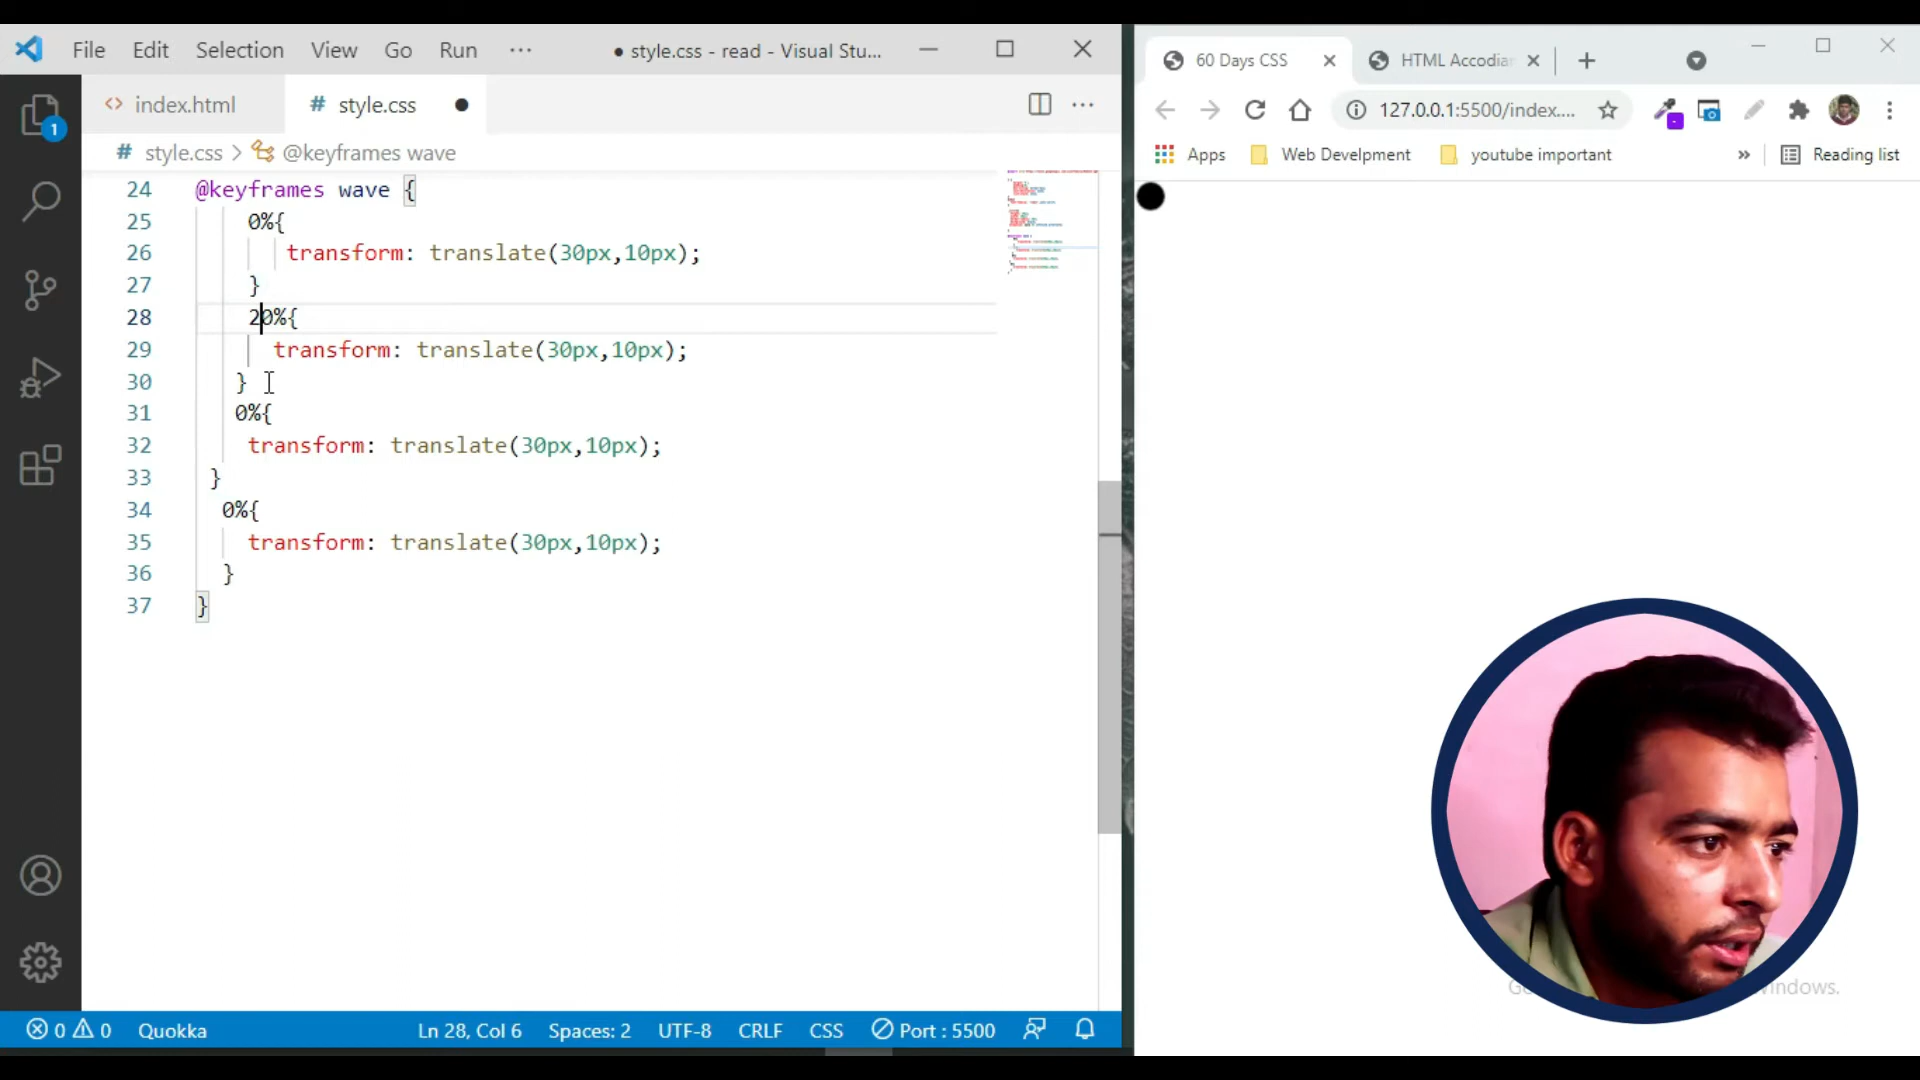 File Edit Selection View Go Run ··· ● style.css - read - Visual Stu...
<> index.html # style.css ●
# style.css > @keyframes wave
24 @keyframes wave {
25 0%{
26 transform: translate(30px,10px);
27 }
28 20%{
29 transform: translate(30px,10px);
30 }
31 0%{
32 transform: translate(30px,10px);
33 }
34 0%{
35 transform: translate(30px,10px);
36 }
37 }
1
0 0 Quokka Ln 28, Col 6 Spaces: 2 UTF-8 CRLF CSS Port : 5500
60 Days CSS HTML Accodia
127.0.0.1:5500/index....
Apps Web Develpment youtube important » Reading list